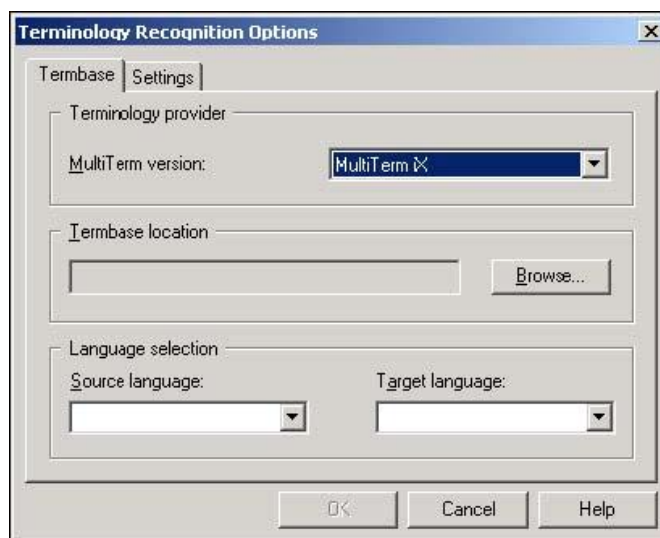 Terminology Recognition Options
Termbase Settings
Terminology provider
MultiTerm version: MultiTerm iX
Termbase location
Browse...
Language selection
Source language: Target language:
OK Cancel Help